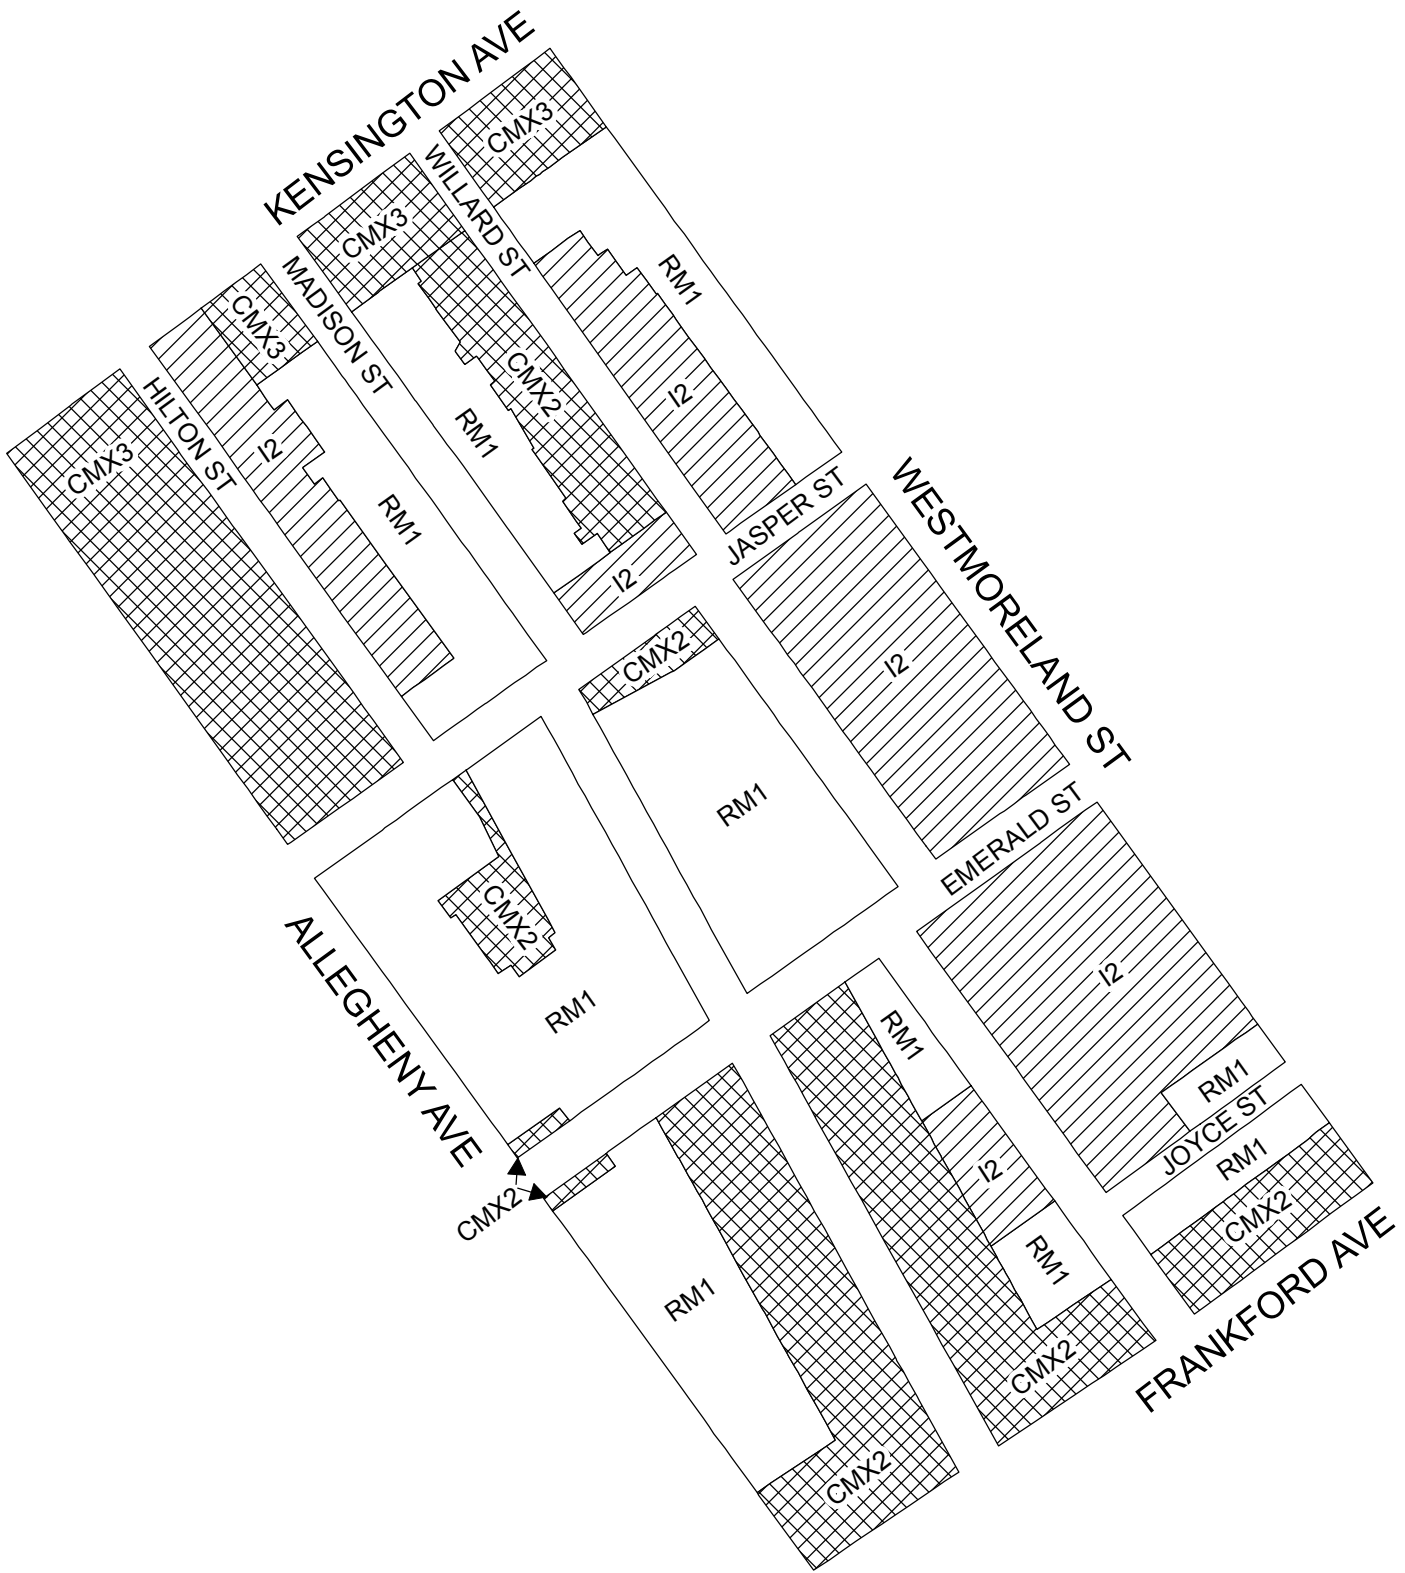 KENSINGTON AVE
CMX3
WILLARD ST
CMX3
RM1
MADISON ST
CMX3
CMX2
I2
HILTON ST
I2
RM1
CMX3
RM1
JASPER ST
WESTMORELAND ST
I2
CMX2
I2
RM1
EMERALD ST
CMX2
ALLEGHENY AVE
RM1
I2
RM1
RM1
JOYCE ST
RM1
I2
CMX2
CMX2
RM1
RM1
FRANKFORD AVE
CMX2
CMX2